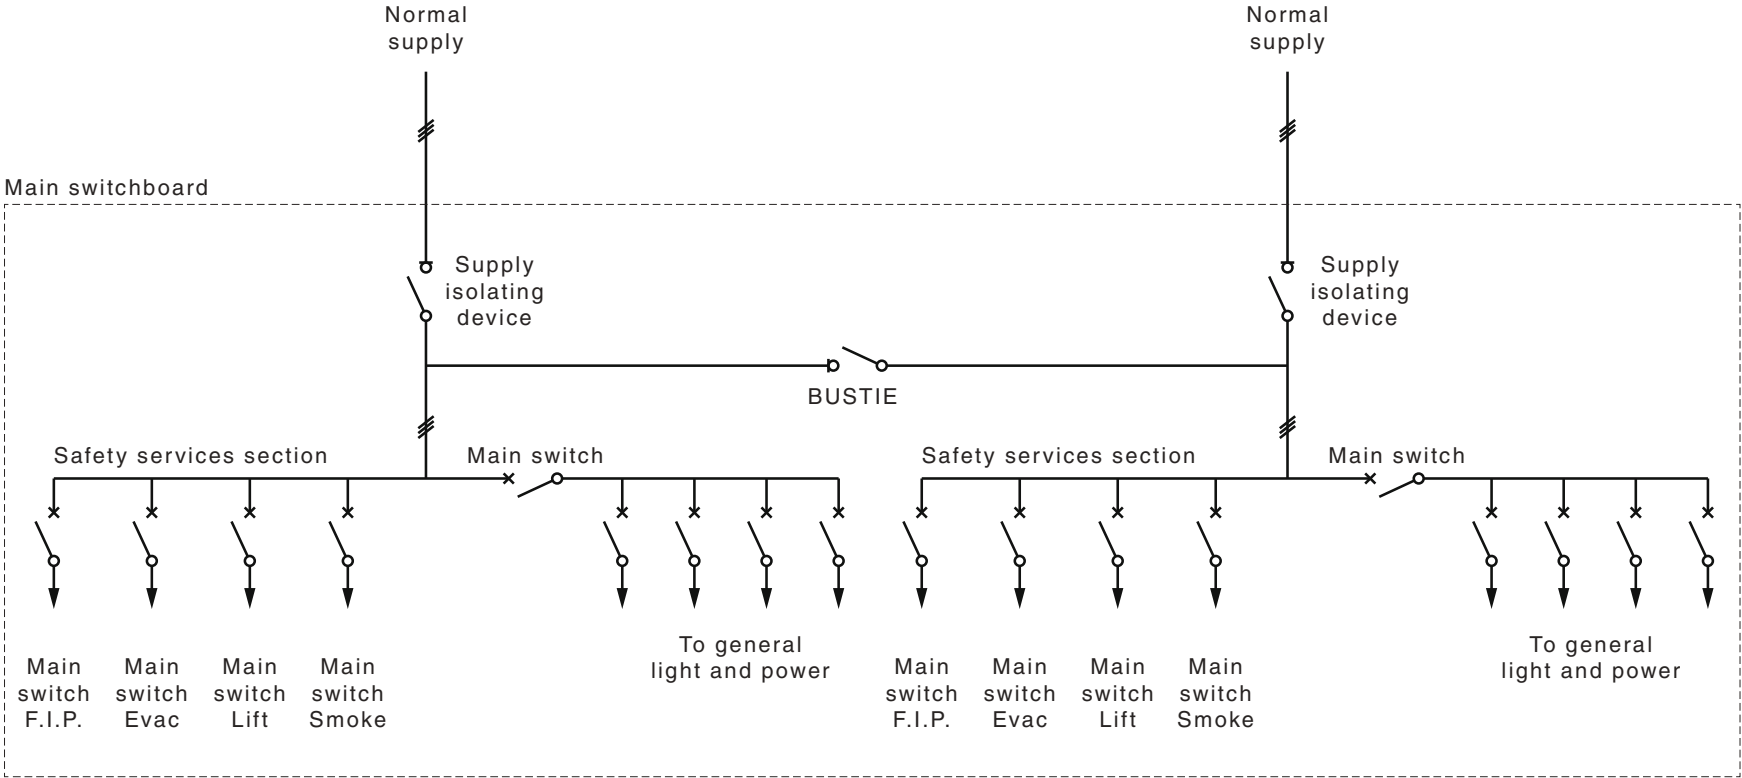 Normal
supply
Normal
supply
Main switchboard
Supply
isolating
device
Supply
isolating
device
BUSTIE
Safety services section
Main switch
Safety services section
Main switch
To general
light and power
To general
light and power
Main
switch
F.I.P.
Main
switch
Evac
Main
switch
Lift
Main
switch
Smoke
Main
switch
F.I.P.
Main
switch
Evac
Main
switch
Lift
Main
switch
Smoke